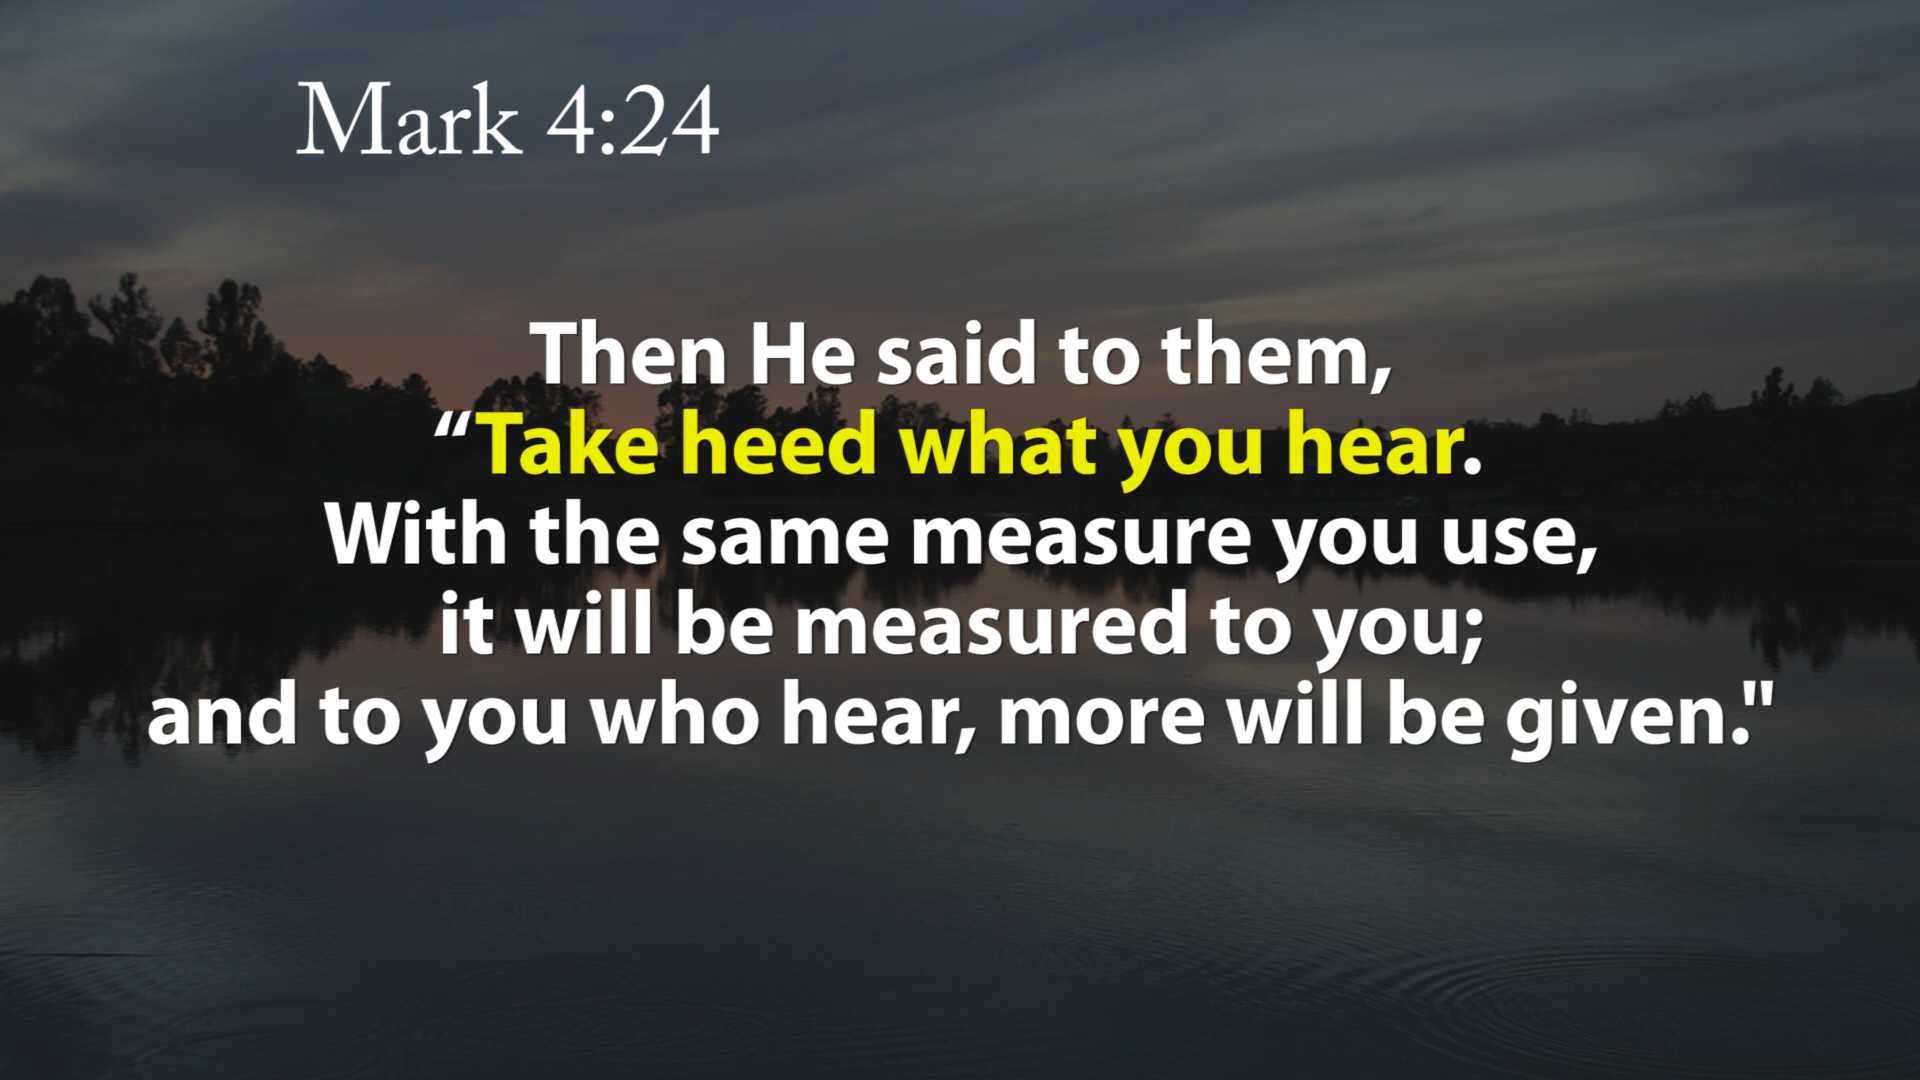 Mark 4:24
Then He said to them,
“Take heed what you hear.
With the same measure you use,
it will be measured to you;
and to you who hear, more will be given."